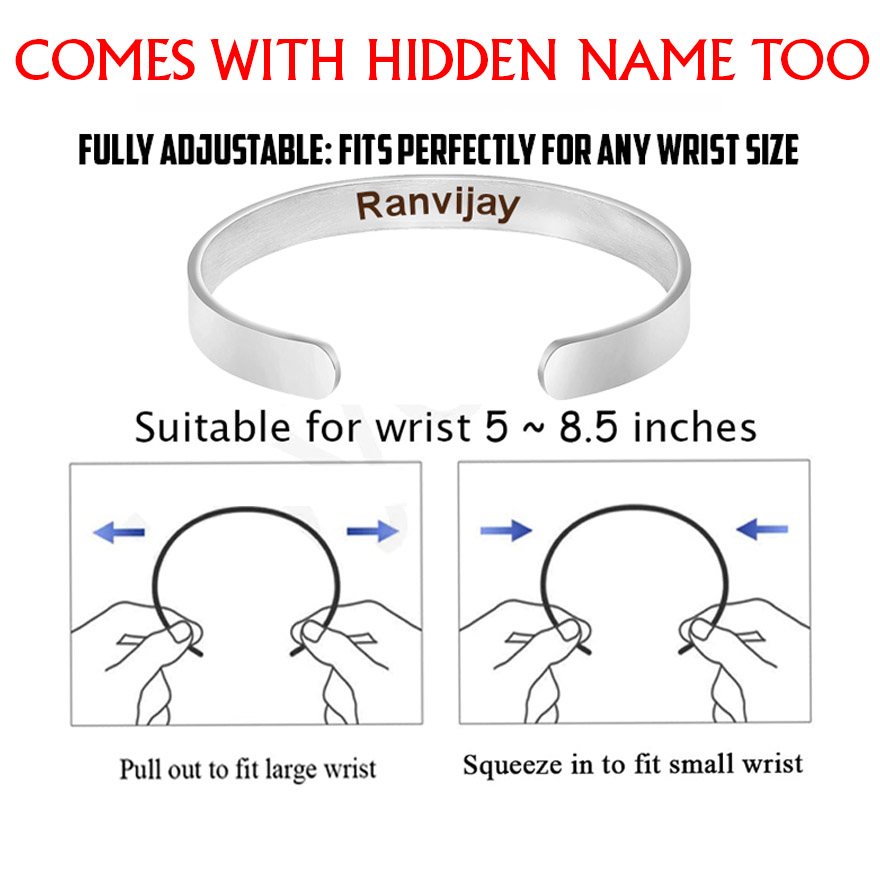 COMES WITH HIDDEN NAME TOO
FULLY ADJUSTABLE: FITS PERFECTLY FOR ANY WRIST SIZE
Ranvijay
Suitable for wrist 5 ~ 8.5 inches
Pull out to fit large wrist
Squeeze in to fit small wrist